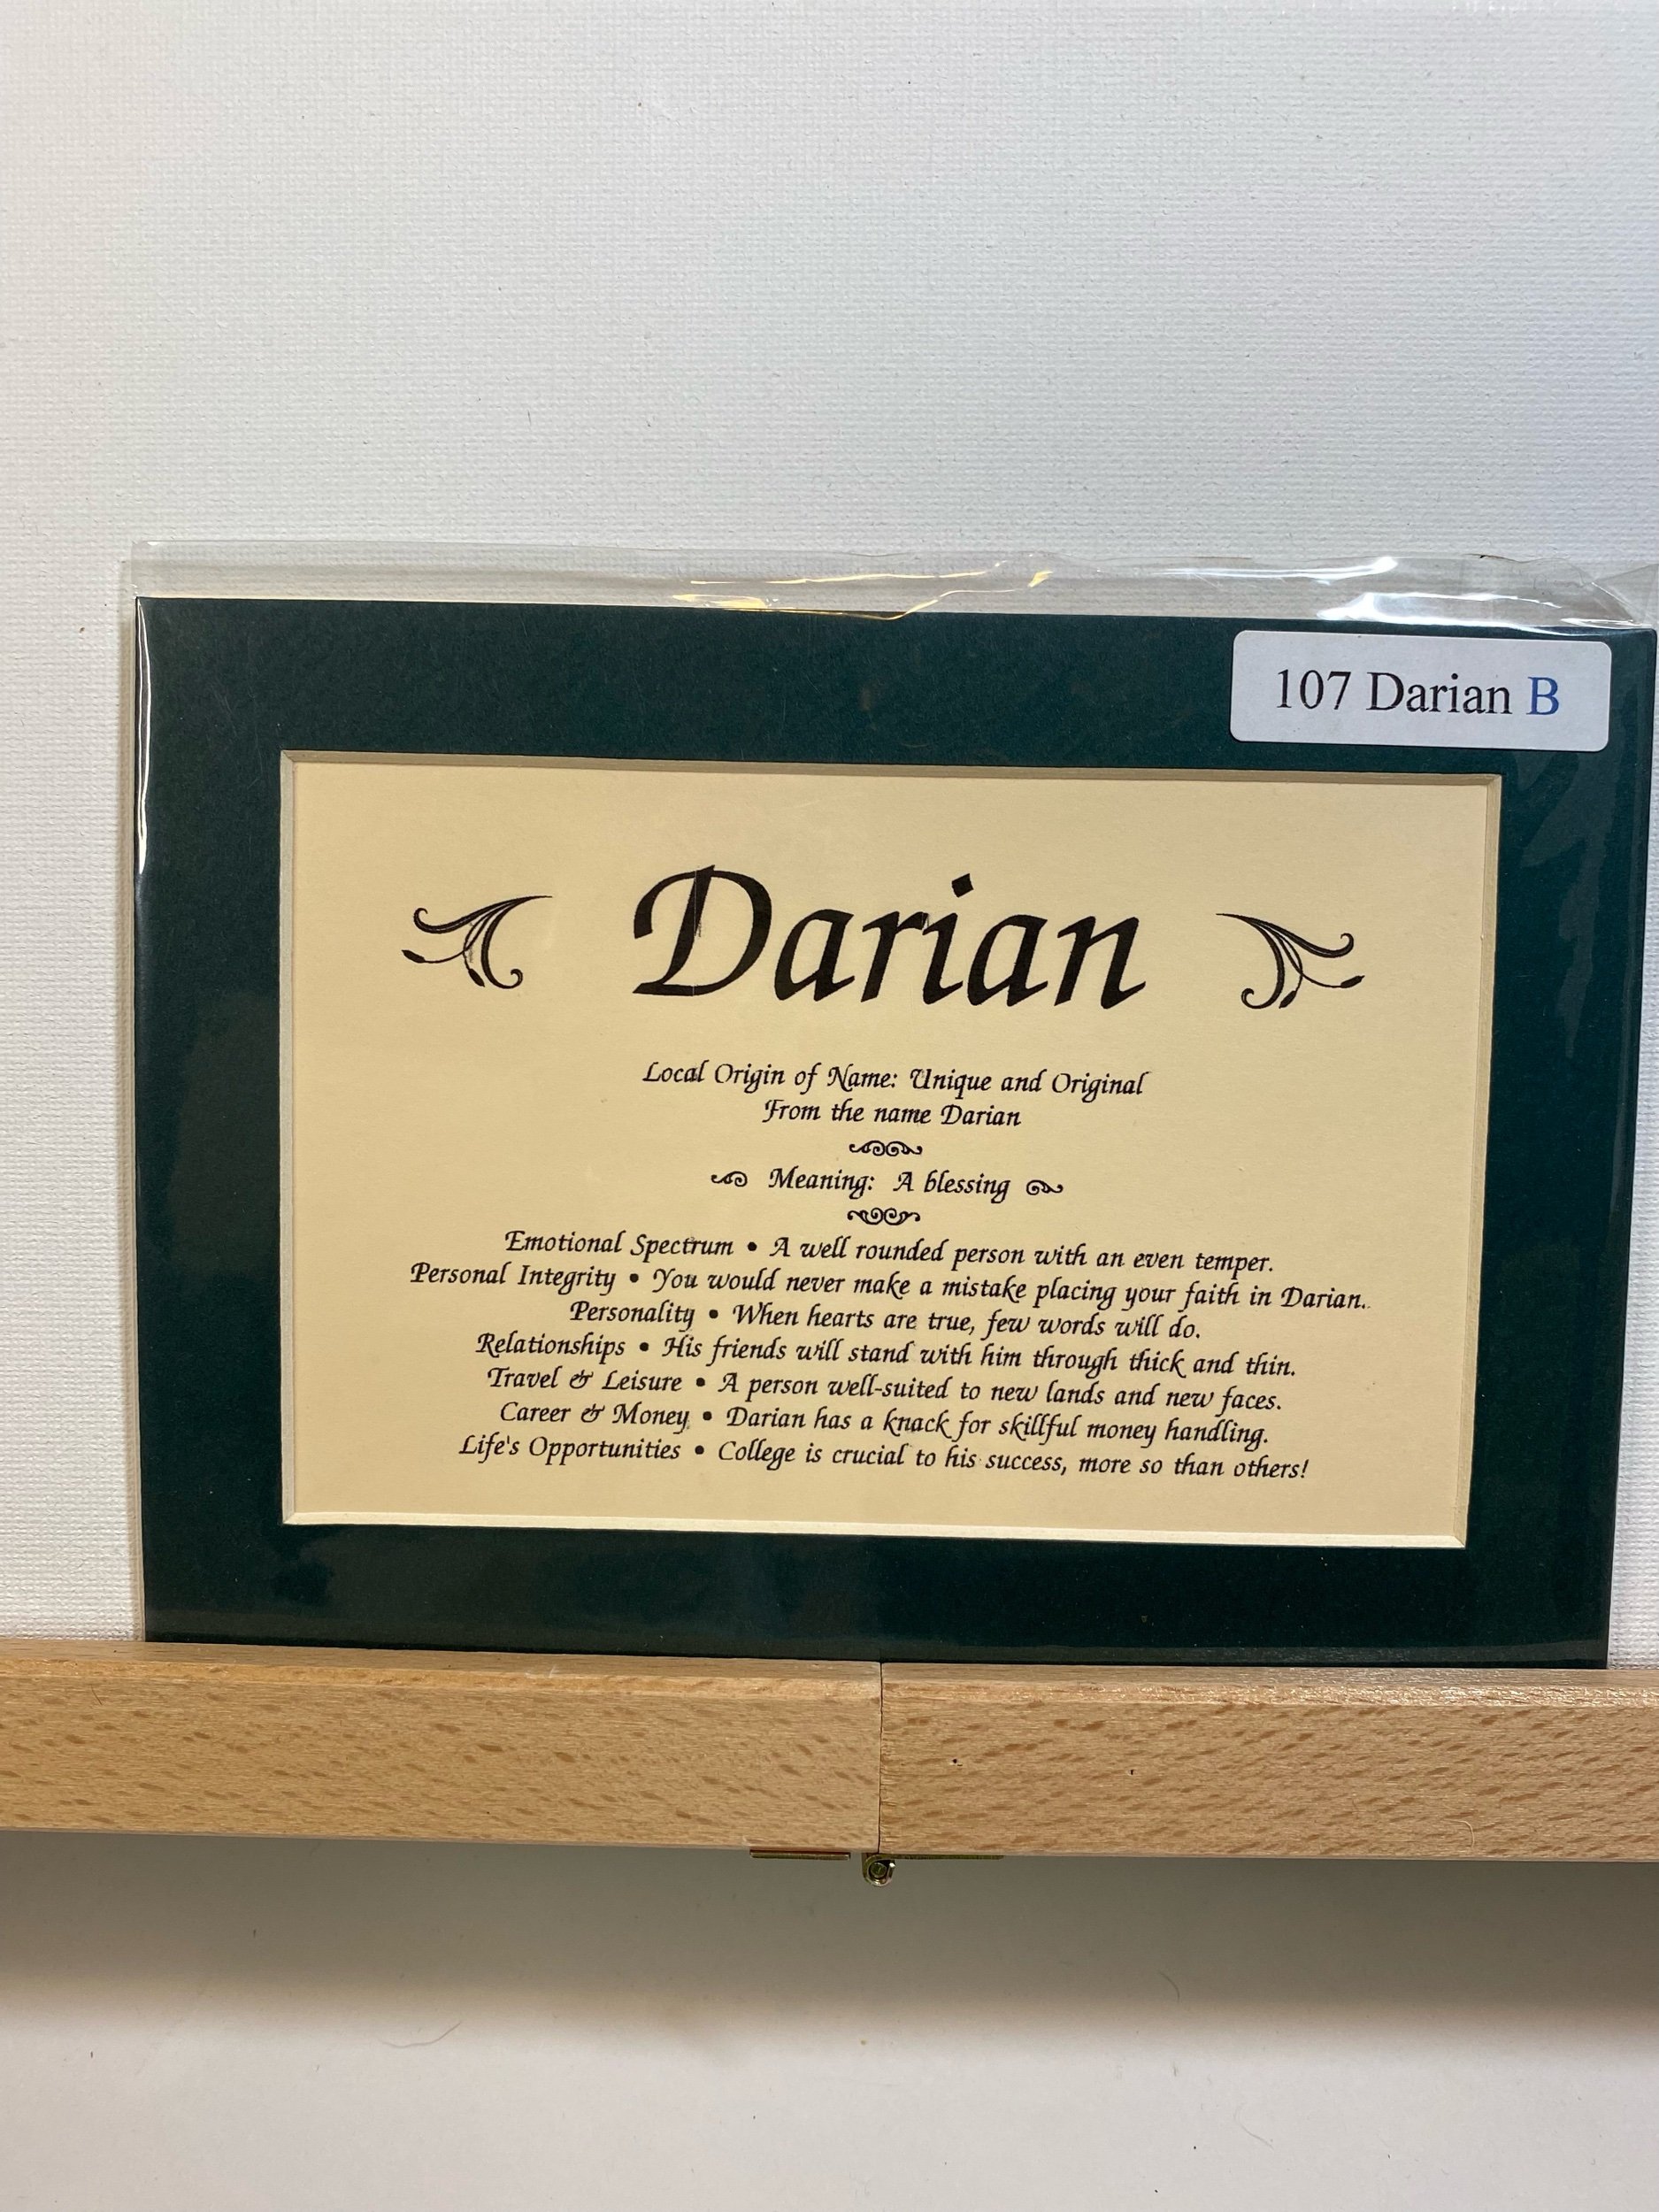 107 Darian B
Darian
Local Origin of Name: Unique and Original
From the name Darian
Meaning: A blessing
Emotional Spectrum • A well rounded person with an even temper.
Personal Integrity • You would never make a mistake placing your faith in Darian.
Personality • When hearts are true, few words will do.
Relationships • His friends will stand with him through thick and thin.
Travel & Leisure • A person well-suited to new lands and new faces.
Career & Money • Darian has a knack for skillful money handling.
Life's Opportunities • College is crucial to his success, more so than others!